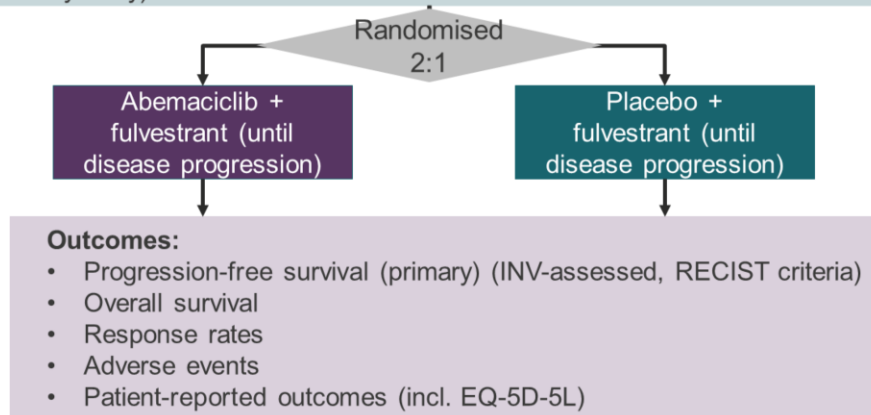 Randomised
2:1
Abemaciclib +
fulvestrant (until
disease progression)
Placebo +
fulvestrant (until
disease progression)
Outcomes:
• Progression-free survival (primary) (INV-assessed, RECIST criteria)
• Overall survival
• Response rates
• Adverse events
• Patient-reported outcomes (incl. EQ-5D-5L)